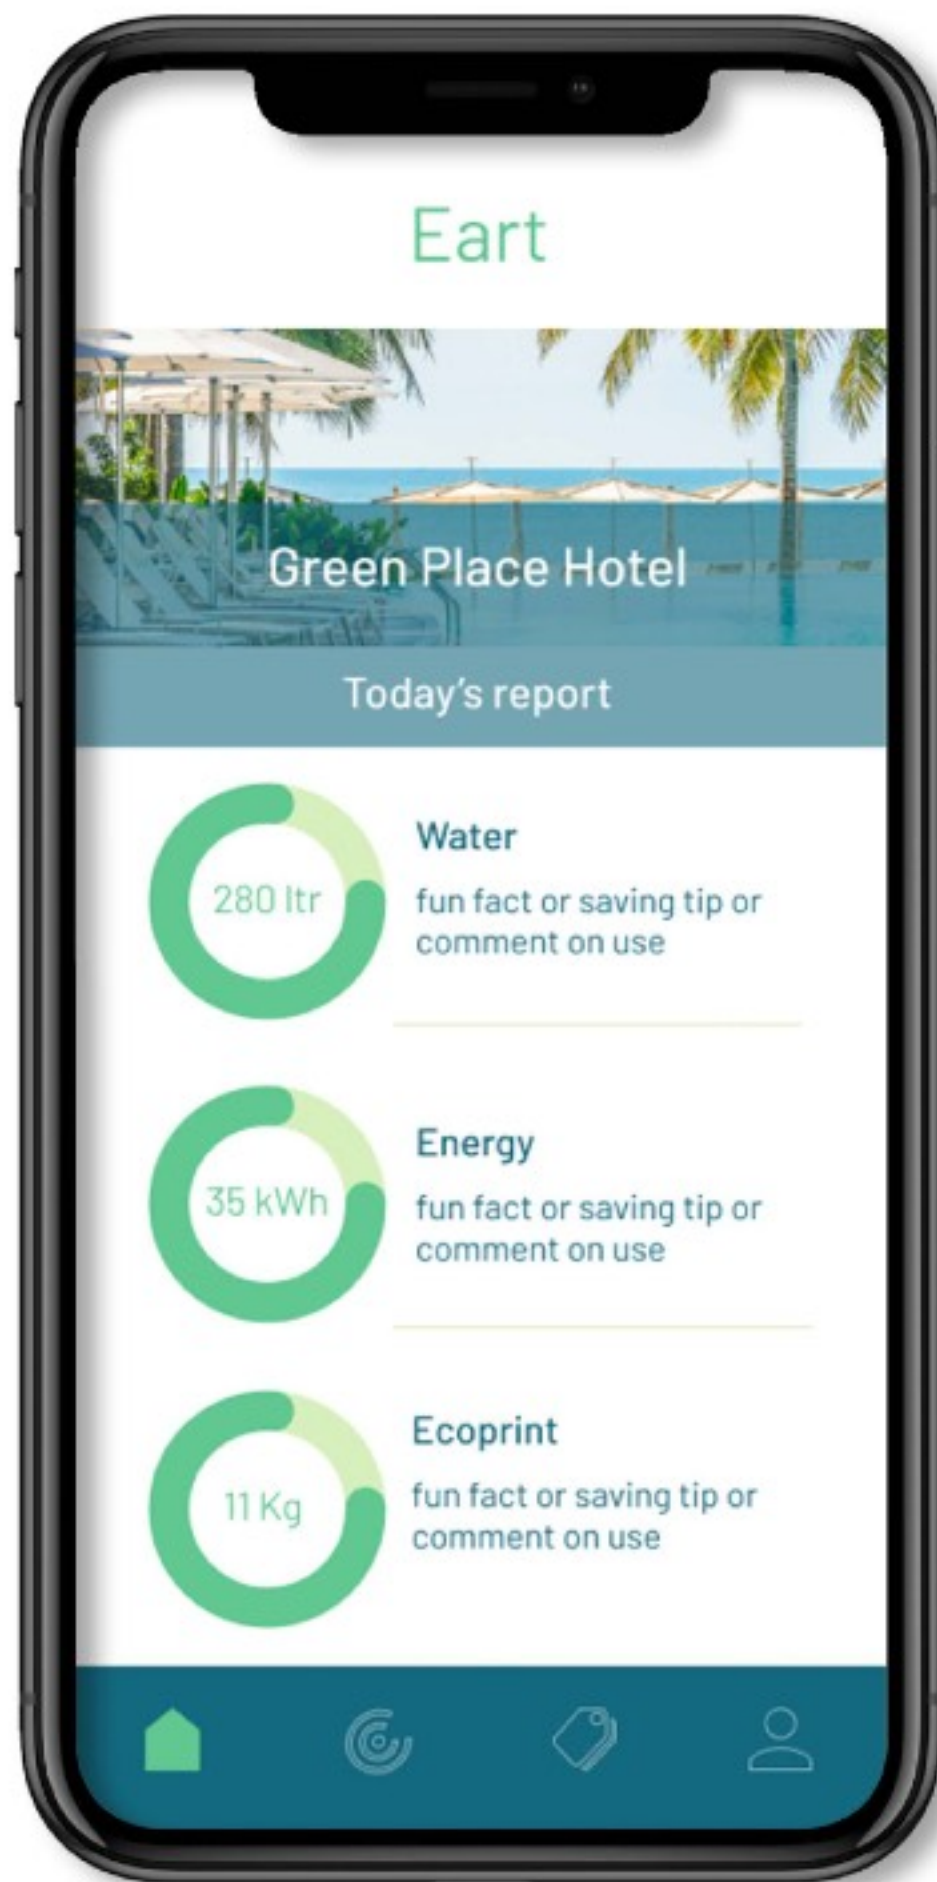 Eart
Green Place Hotel
Today's report
280 ltr
Water
fun fact or saving tip or
comment on use
35 kWh
Energy
fun fact or saving tip or
comment on use
11 Kg
Ecoprint
fun fact or saving tip or
comment on use